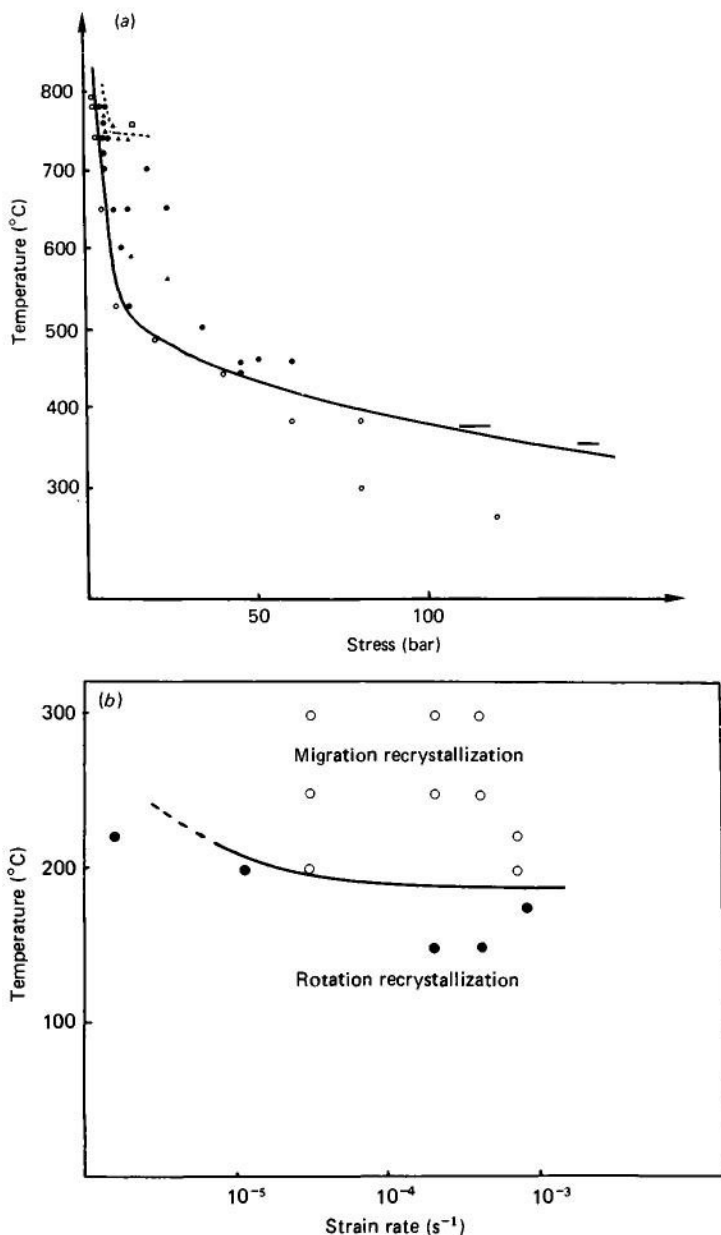 (a)
800
700
600
500
400
300
Temperature (°C)
50
100
Stress (bar)
(b)
300
200
100
Temperature (°C)
Migration recrystallization
Rotation recrystallization
10⁻⁵
10⁻⁴
10⁻³
Strain rate (s⁻¹)